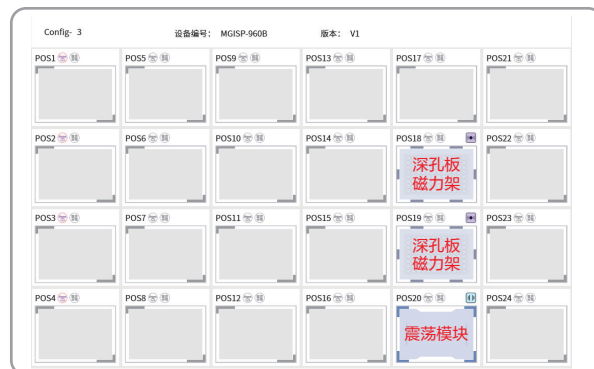 Config- 3 设备编号: MGISP-960B 版本: V1
POS1 POS5 POS9 POS13 POS17 POS21
POS2 POS6 POS10 POS14 POS18 POS22
深孔板
磁力架
POS3 POS7 POS11 POS15 POS19 POS23
深孔板
磁力架
POS4 POS8 POS12 POS16 POS20 POS24
震荡模块